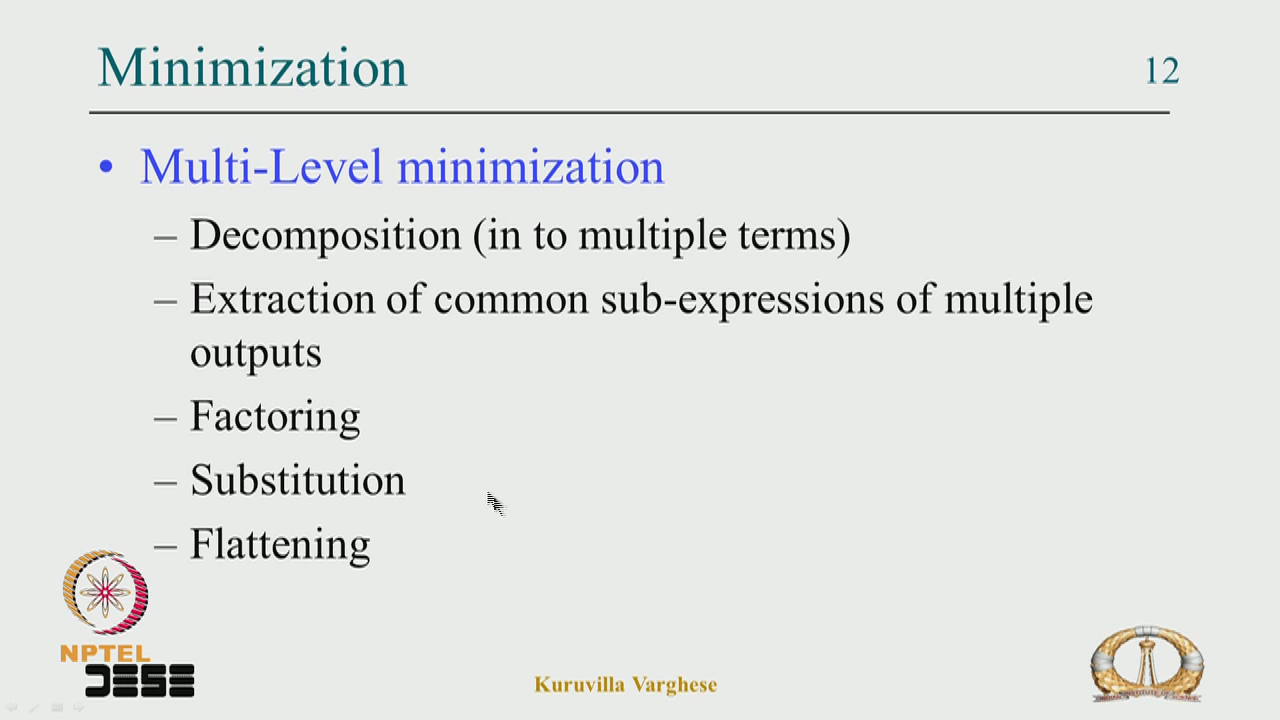 Minimization
12
• Multi-Level minimization
– Decomposition (in to multiple terms)
– Extraction of common sub-expressions of multiple
outputs
– Factoring
– Substitution
– Flattening
NPTEL
DESE
Kuruvilla Varghese